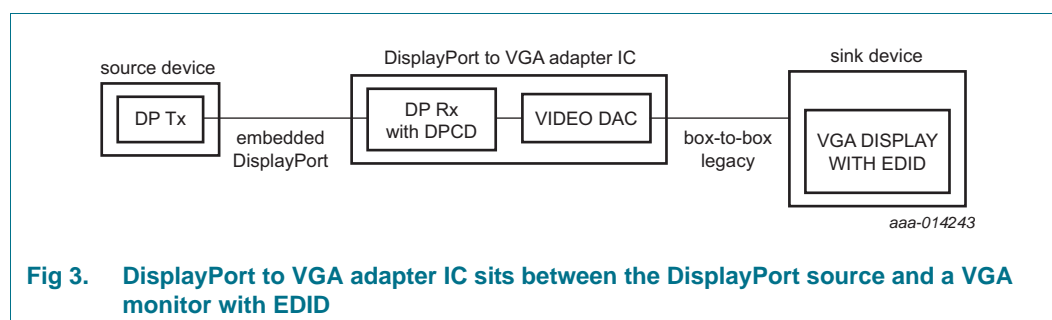 source device
DP Tx
embedded
DisplayPort
DisplayPort to VGA adapter IC
DP Rx
with DPCD
VIDEO DAC
box-to-box
legacy
sink device
VGA DISPLAY
WITH EDID
aaa-014243
Fig 3. DisplayPort to VGA adapter IC sits between the DisplayPort source and a VGA
monitor with EDID